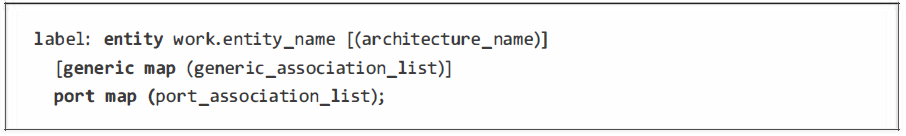 label: entity work.entity_name [(architecture_name)]
[generic map (generic_association_list)]
port map (port_association_list);